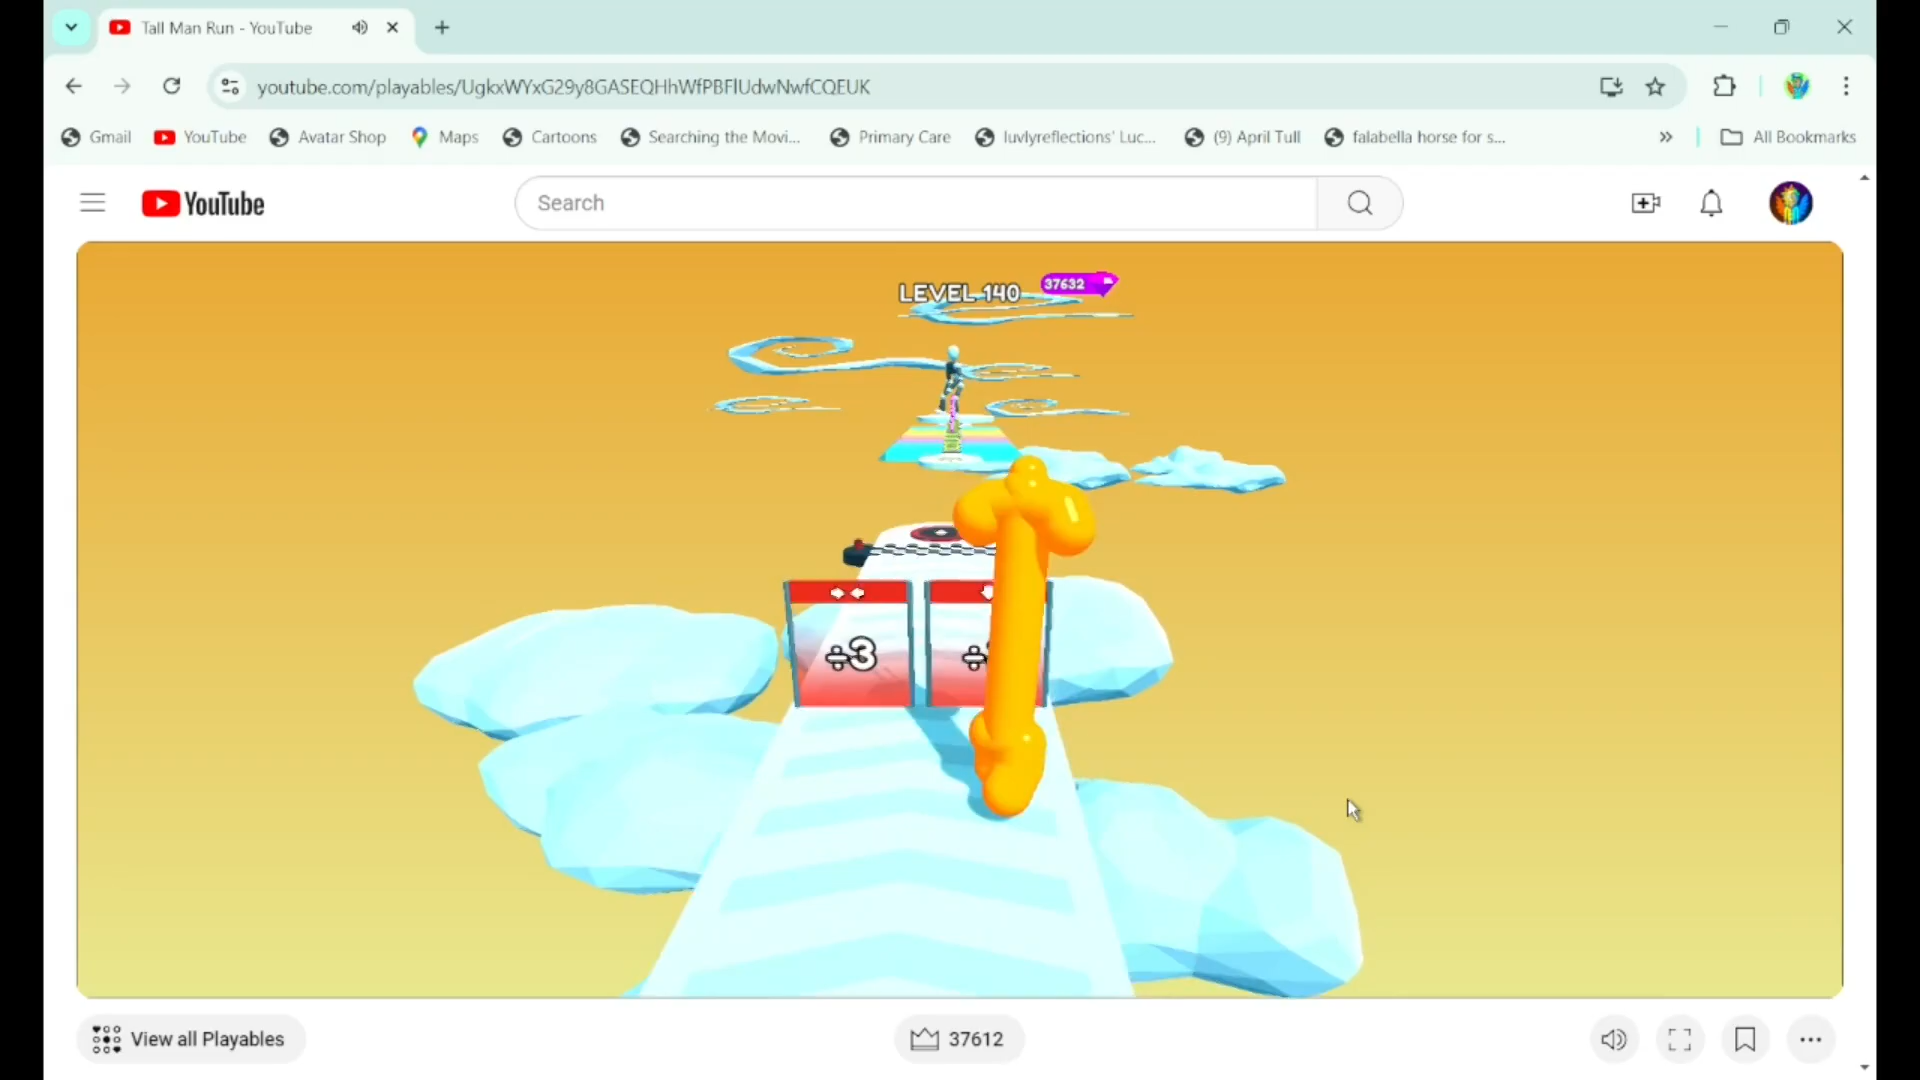 Tall Man Run - YouTube
youtube.com/playables/UgkxWYxG29y8GASEQHhWfPBFlUdwNwfCQEUK
Gmail YouTube Avatar Shop Maps Cartoons Searching the Movi... Primary Care luvlyreflections' Luc... (9) April Tull falabella horse for s... » All Bookmarks
YouTube Search
LEVEL 140 37632
÷3 ÷
View all Playables 37612